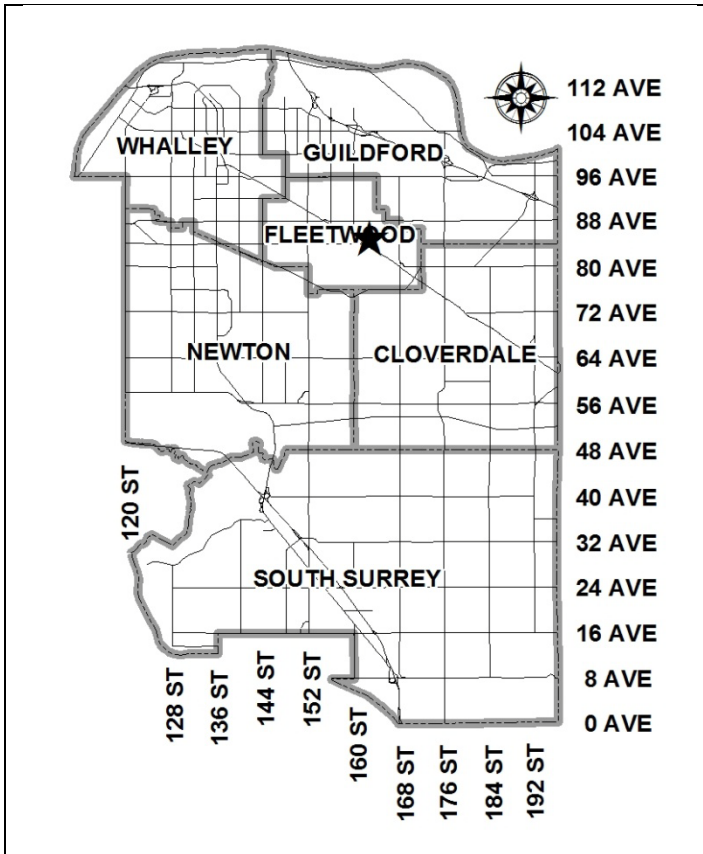 112 AVE
104 AVE
WHALLEY
GUILDFORD
96 AVE
88 AVE
FLEETWOOD
80 AVE
72 AVE
NEWTON
CLOVERDALE
64 AVE
56 AVE
48 AVE
120 ST
40 AVE
32 AVE
SOUTH SURREY
24 AVE
16 AVE
8 AVE
0 AVE
128 ST
136 ST
144 ST
152 ST
160 ST
168 ST
176 ST
184 ST
192 ST